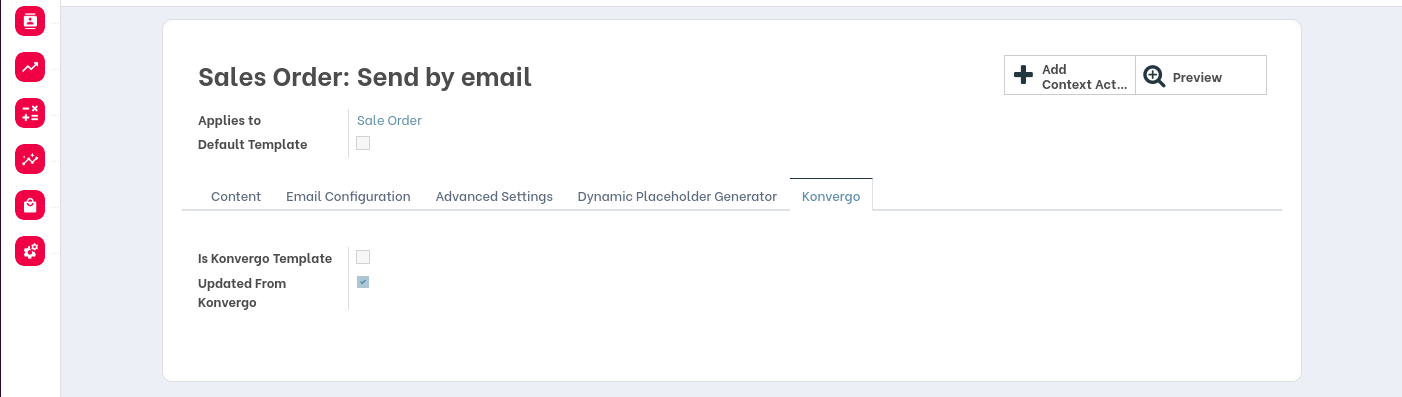 Sales Order: Send by email
Add
Context Act...
Preview
Applies to
Sale Order
Default Template
Content
Email Configuration
Advanced Settings
Dynamic Placeholder Generator
Konvergo
Is Konvergo Template
Updated From
Konvergo